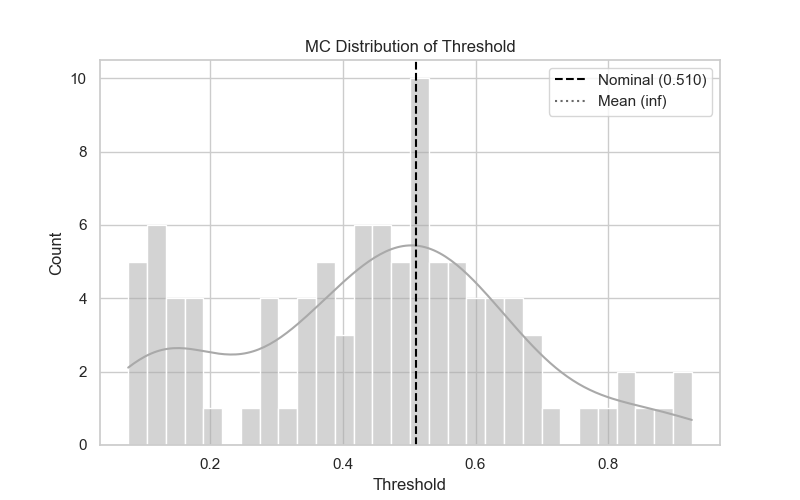 MC Distribution of Threshold
Nominal (0.510)
Mean (inf)
Count
10
8
6
4
2
0
0.2 0.4 0.6 0.8
Threshold